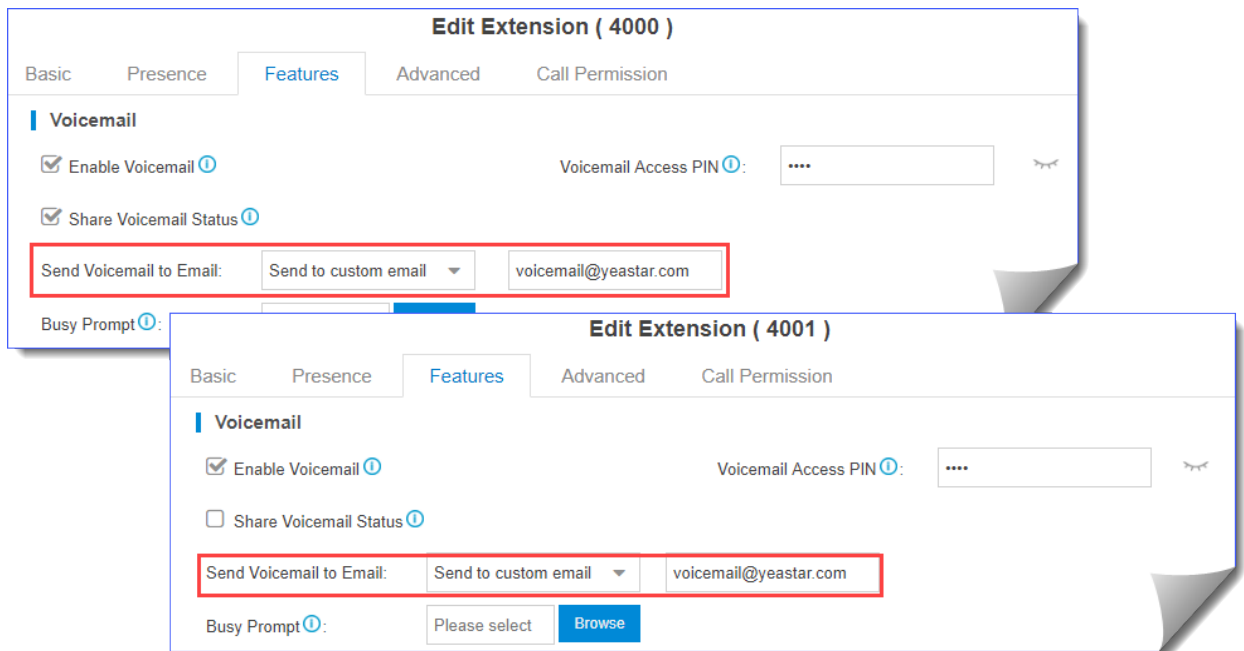 Edit Extension ( 4000 )
Basic Presence Features Advanced Call Permission
Voicemail
Enable Voicemail Voicemail Access PIN : ••••
Share Voicemail Status
Send Voicemail to Email: Send to custom email voicemail@yeastar.com
Busy Prompt :
Edit Extension ( 4001 )
Basic Presence Features Advanced Call Permission
Voicemail
Enable Voicemail Voicemail Access PIN : ••••
Share Voicemail Status
Send Voicemail to Email: Send to custom email voicemail@yeastar.com
Busy Prompt : Please select Browse